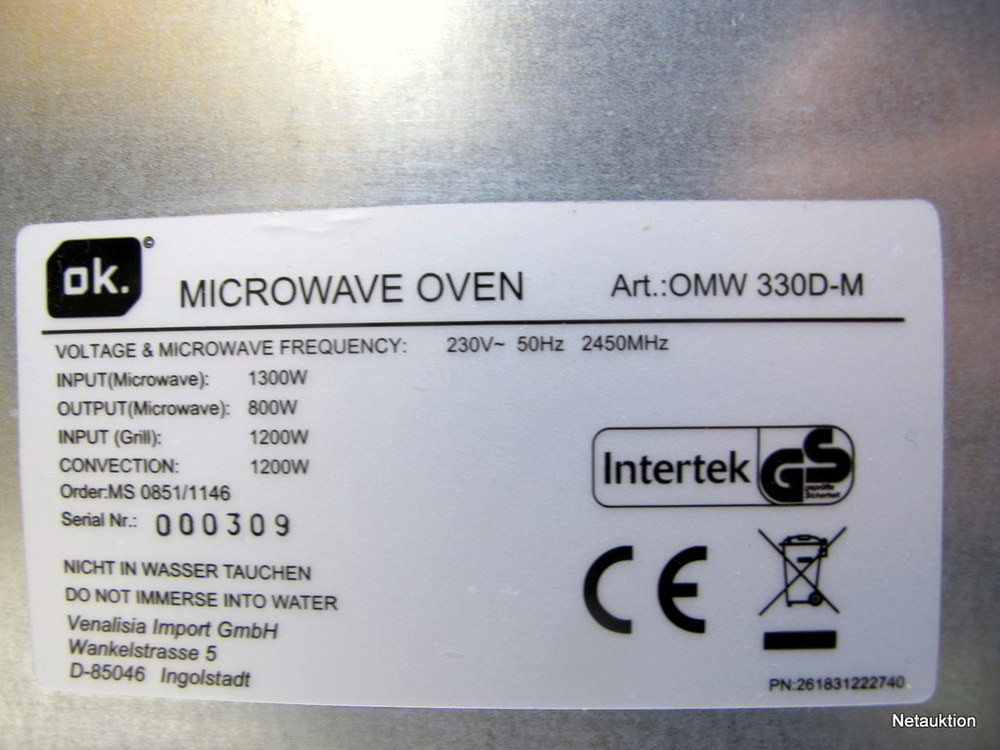 ok.©
MICROWAVE OVEN Art.:OMW 330D-M
VOLTAGE & MICROWAVE FREQUENCY: 230V~ 50Hz 2450MHz
INPUT(Microwave): 1300W
OUTPUT(Microwave): 800W
INPUT (Grill): 1200W
CONVECTION: 1200W
Order:MS 0851/1146
Serial Nr.: 000309
Intertek GS
geprüfte
Sicherheit
NICHT IN WASSER TAUCHEN
DO NOT IMMERSE INTO WATER
Venalisia Import GmbH
Wankelstrasse 5
D-85046 Ingolstadt
CE
PN:261831222740
Netauktion